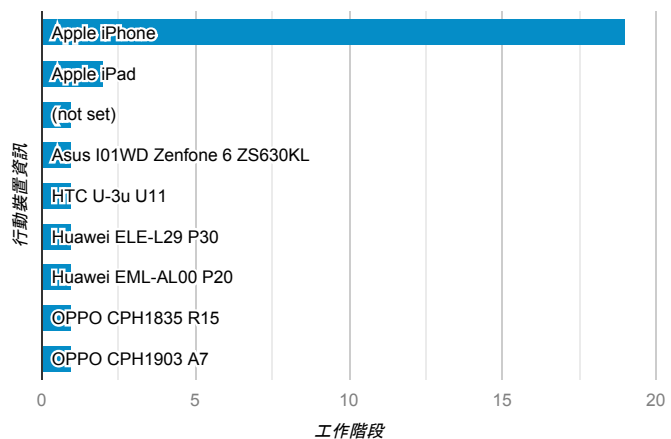 Apple iPhone
Apple iPad
(not set)
Asus I01WD Zenfone 6 ZS630KL
HTC U-3u U11
Huawei ELE-L29 P30
Huawei EML-AL00 P20
OPPO CPH1835 R15
OPPO CPH1903 A7
行動裝置資訊
0 5 10 15 20
工作階段